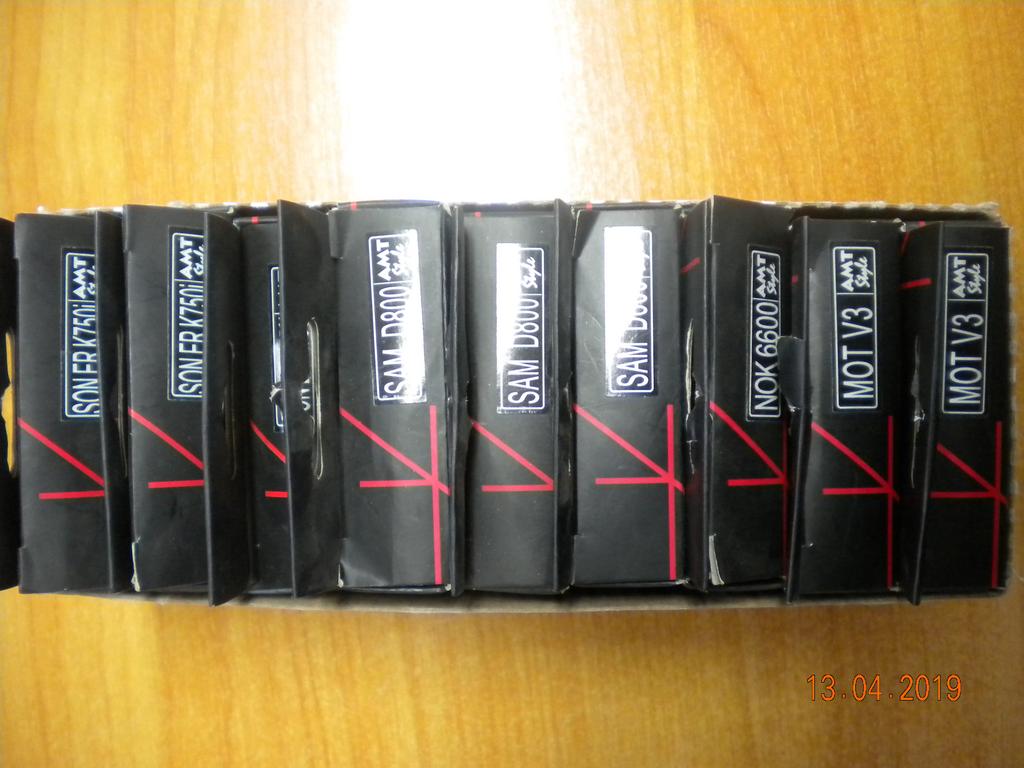 SON ER K750i AMT Style
SON ER K750i AMT Style
SAM D800 AMT Style
SAM D800 AMT Style
SAM
NOK 6600 AMT Style
MOT V3 AMT Style
MOT V3 AMT Style
13.04.2019